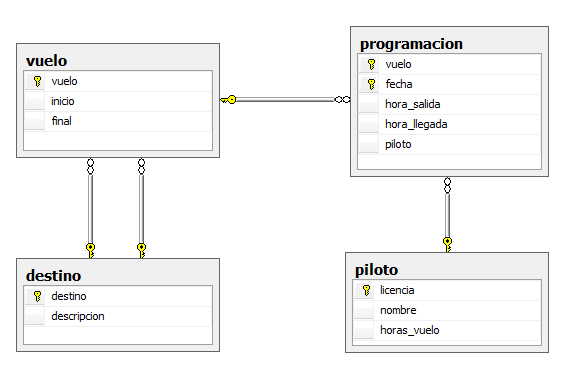 vuelo
vuelo
inicio
final
programacion
vuelo
fecha
hora_salida
hora_llegada
piloto
destino
destino
descripcion
piloto
licencia
nombre
horas_vuelo